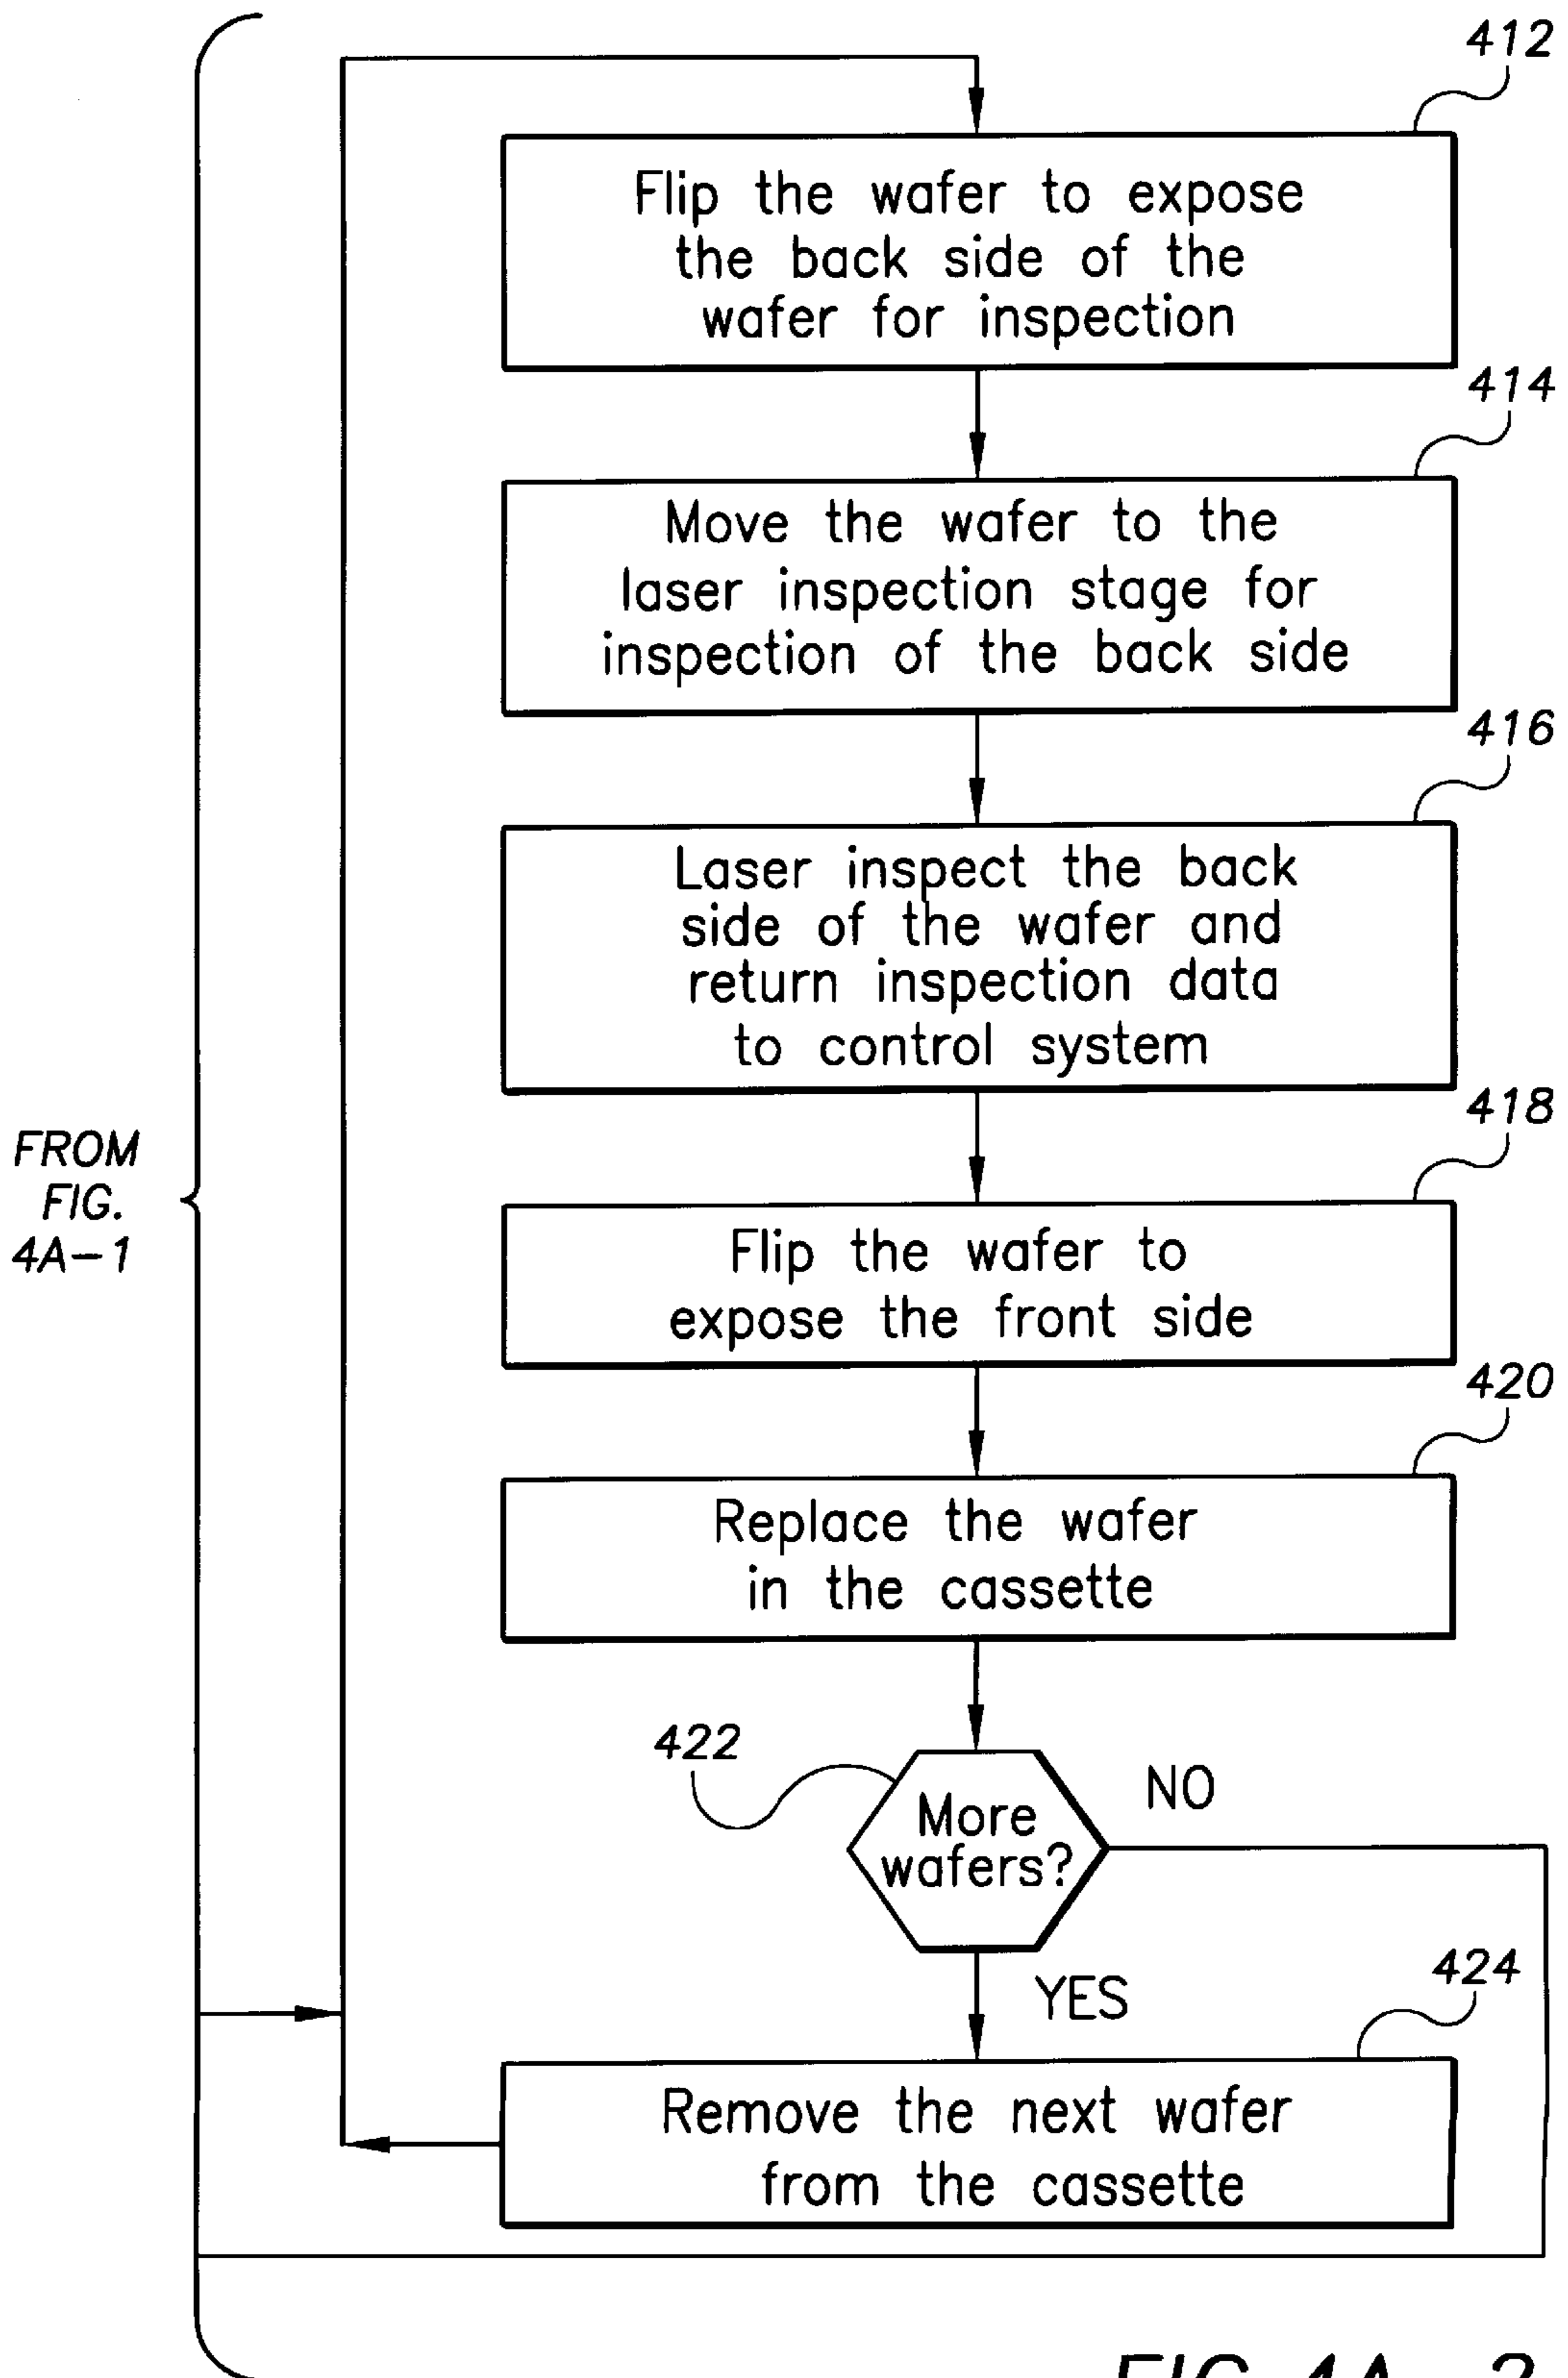 412
Flip the wafer to expose
the back side of the
wafer for inspection
414
Move the wafer to the
laser inspection stage for
inspection of the back side
416
Laser inspect the back
side of the wafer and
return inspection data
to control system
FROM
FIG.
4A-1
418
Flip the wafer to
expose the front side
420
Replace the wafer
in the cassette
422
More
wafers?
NO
YES
424
Remove the next wafer
from the cassette
FIG. 4A-2